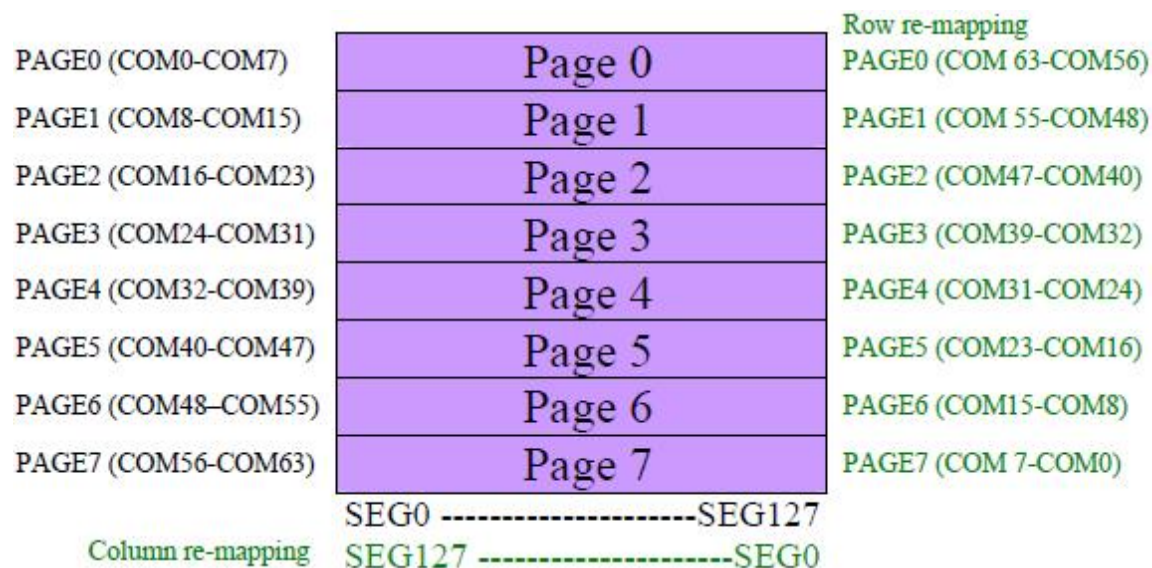 Row re-mapping
PAGE0 (COM0-COM7) Page 0 PAGE0 (COM 63-COM56)
PAGE1 (COM8-COM15) Page 1 PAGE1 (COM 55-COM48)
PAGE2 (COM16-COM23) Page 2 PAGE2 (COM47-COM40)
PAGE3 (COM24-COM31) Page 3 PAGE3 (COM39-COM32)
PAGE4 (COM32-COM39) Page 4 PAGE4 (COM31-COM24)
PAGE5 (COM40-COM47) Page 5 PAGE5 (COM23-COM16)
PAGE6 (COM48–COM55) Page 6 PAGE6 (COM15-COM8)
PAGE7 (COM56-COM63) Page 7 PAGE7 (COM 7-COM0)
SEG0 ---------------------SEG127
Column re-mapping SEG127 ---------------------SEG0